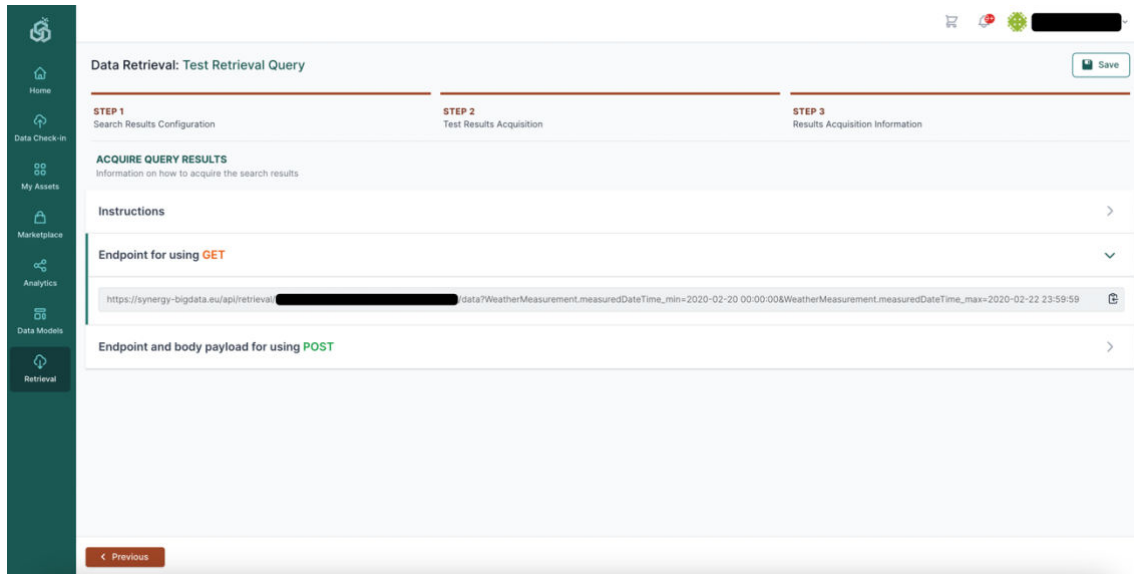 Data Retrieval: Test Retrieval Query
Save
Home
Data Check-in
My Assets
Marketplace
Analytics
Data Models
Retrieval
STEP 1
Search Results Configuration
STEP 2
Test Results Acquisition
STEP 3
Results Acquisition Information
ACQUIRE QUERY RESULTS
Information on how to acquire the search results
Instructions
Endpoint for using GET
https://synergy-bigdata.eu/api/retrieval/ /data?WeatherMeasurement.measuredDateTime_min=2020-02-20 00:00:00&WeatherMeasurement.measuredDateTime_max=2020-02-22 23:59:59
Endpoint and body payload for using POST
Previous